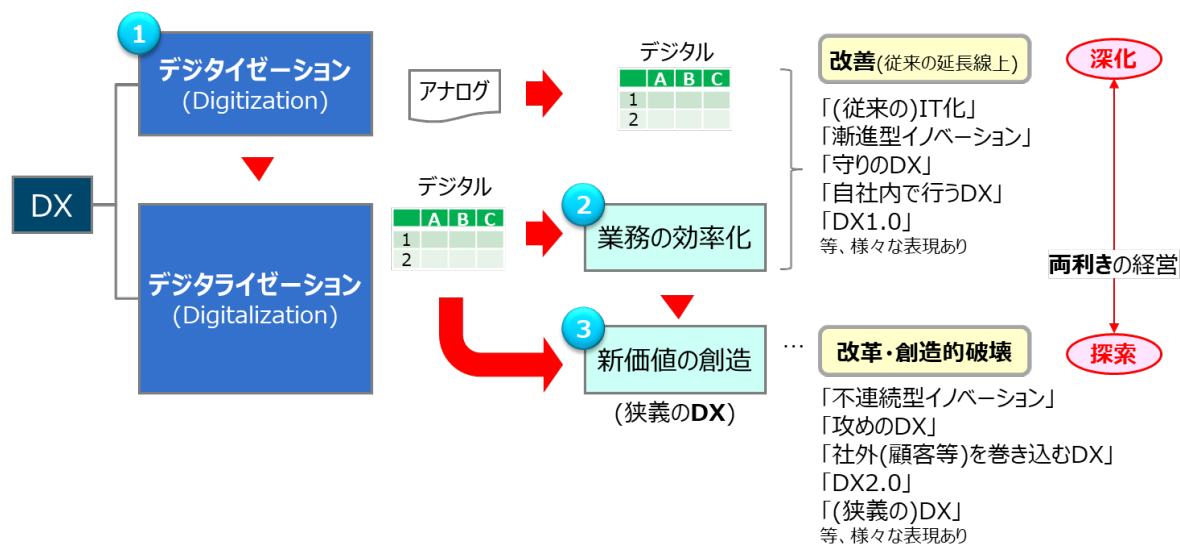 DX
1
デジタイゼーション
(Digitization)
アナログ
デジタル
A B C
1
2
デジタライゼーション
(Digitalization)
デジタル
A B C
1
2
2
業務の効率化
3
新価値の創造
(狭義のDX)
改善(従来の延長線上)
「(従来の)IT化」
「漸進型イノベーション」
「守りのDX」
「自社内で行うDX」
「DX1.0」
等、様々な表現あり
…
改革・創造的破壊
「不連続型イノベーション」
「攻めのDX」
「社外(顧客等)を巻き込むDX」
「DX2.0」
「(狭義の)DX」
等、様々な表現あり
深化
両利きの経営
探索